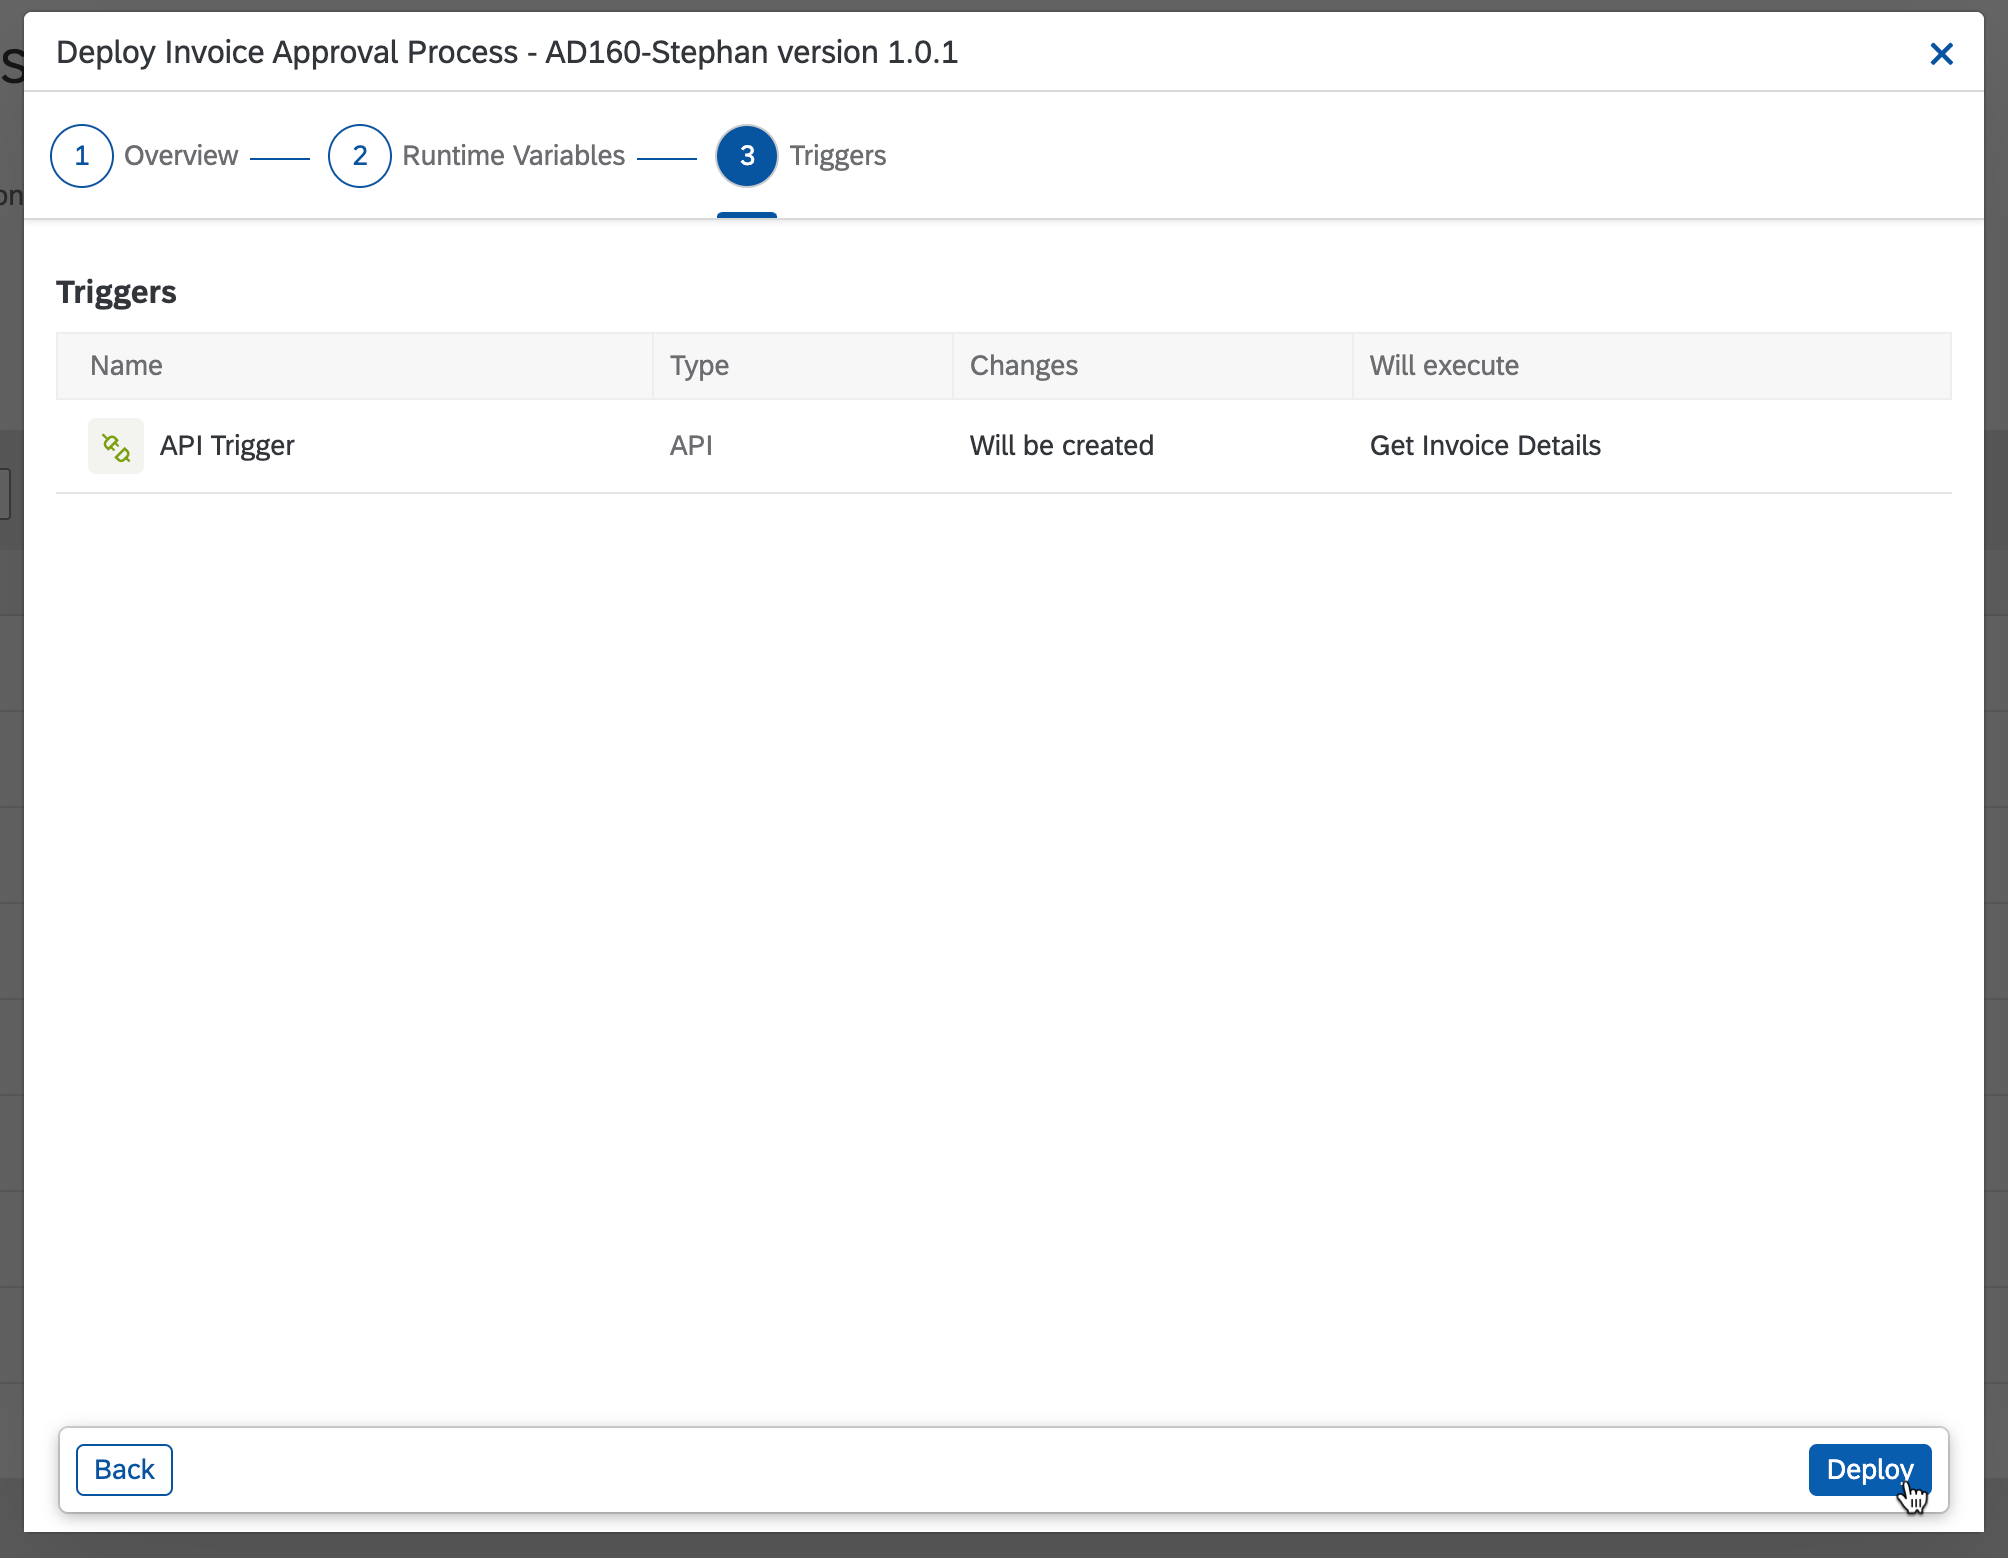 Deploy Invoice Approval Process - AD160-Stephan version 1.0.1
1 Overview 2 Runtime Variables 3 Triggers
Triggers
Name Type Changes Will execute
API Trigger API Will be created Get Invoice Details
Back Deploy